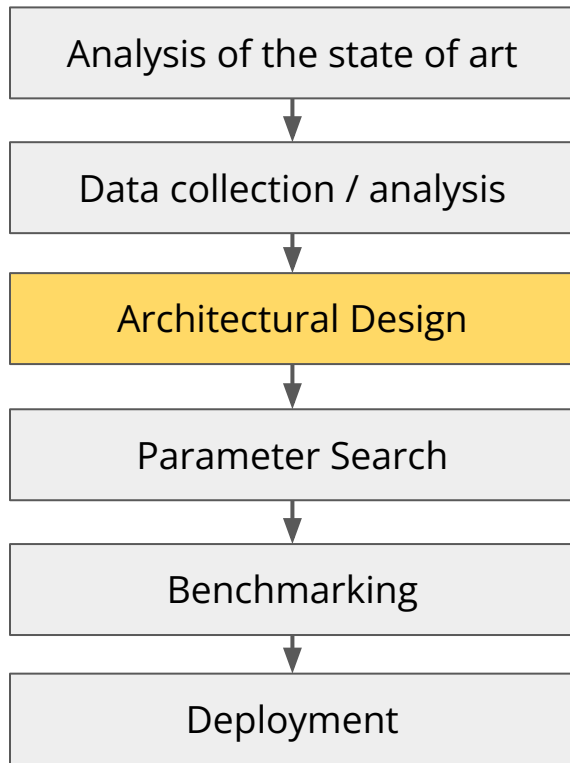 Analysis of the state of art
Data collection / analysis
Architectural Design
Parameter Search
Benchmarking
Deployment